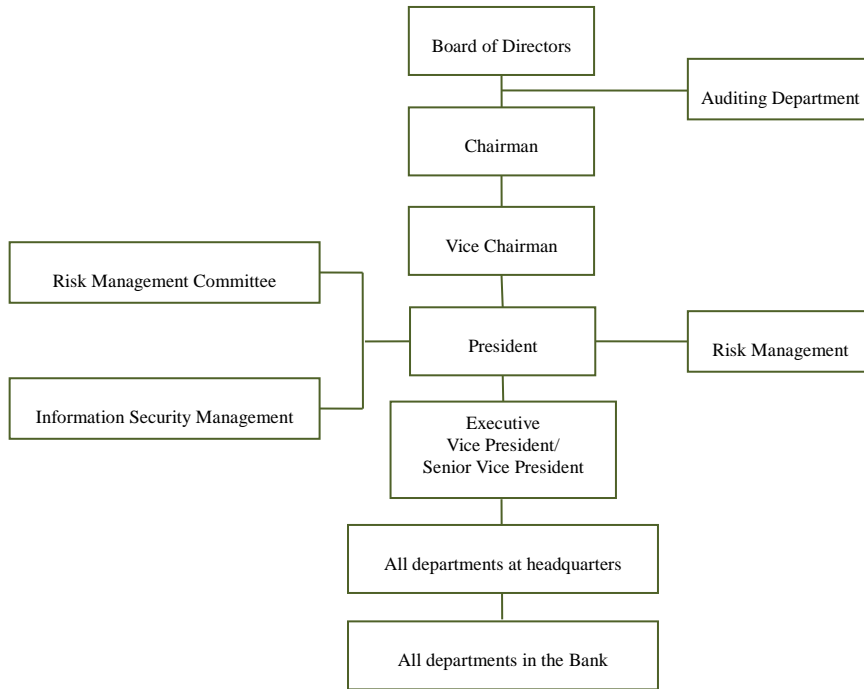 Board of Directors
Auditing Department
Chairman
Vice Chairman
Risk Management Committee
President
Risk Management
Information Security Management
Executive
Vice President/
Senior Vice President
All departments at headquarters
All departments in the Bank